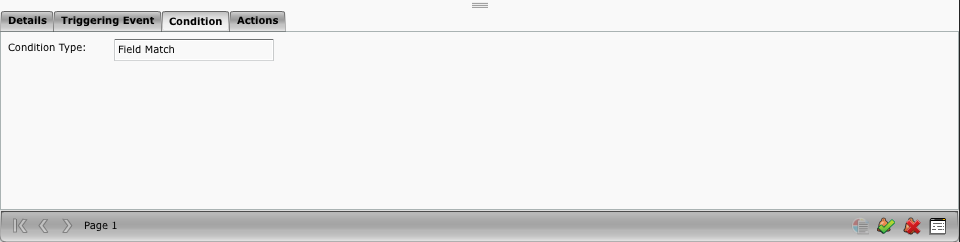 Details Triggering Event Condition Actions
Condition Type: Field Match
Page 1